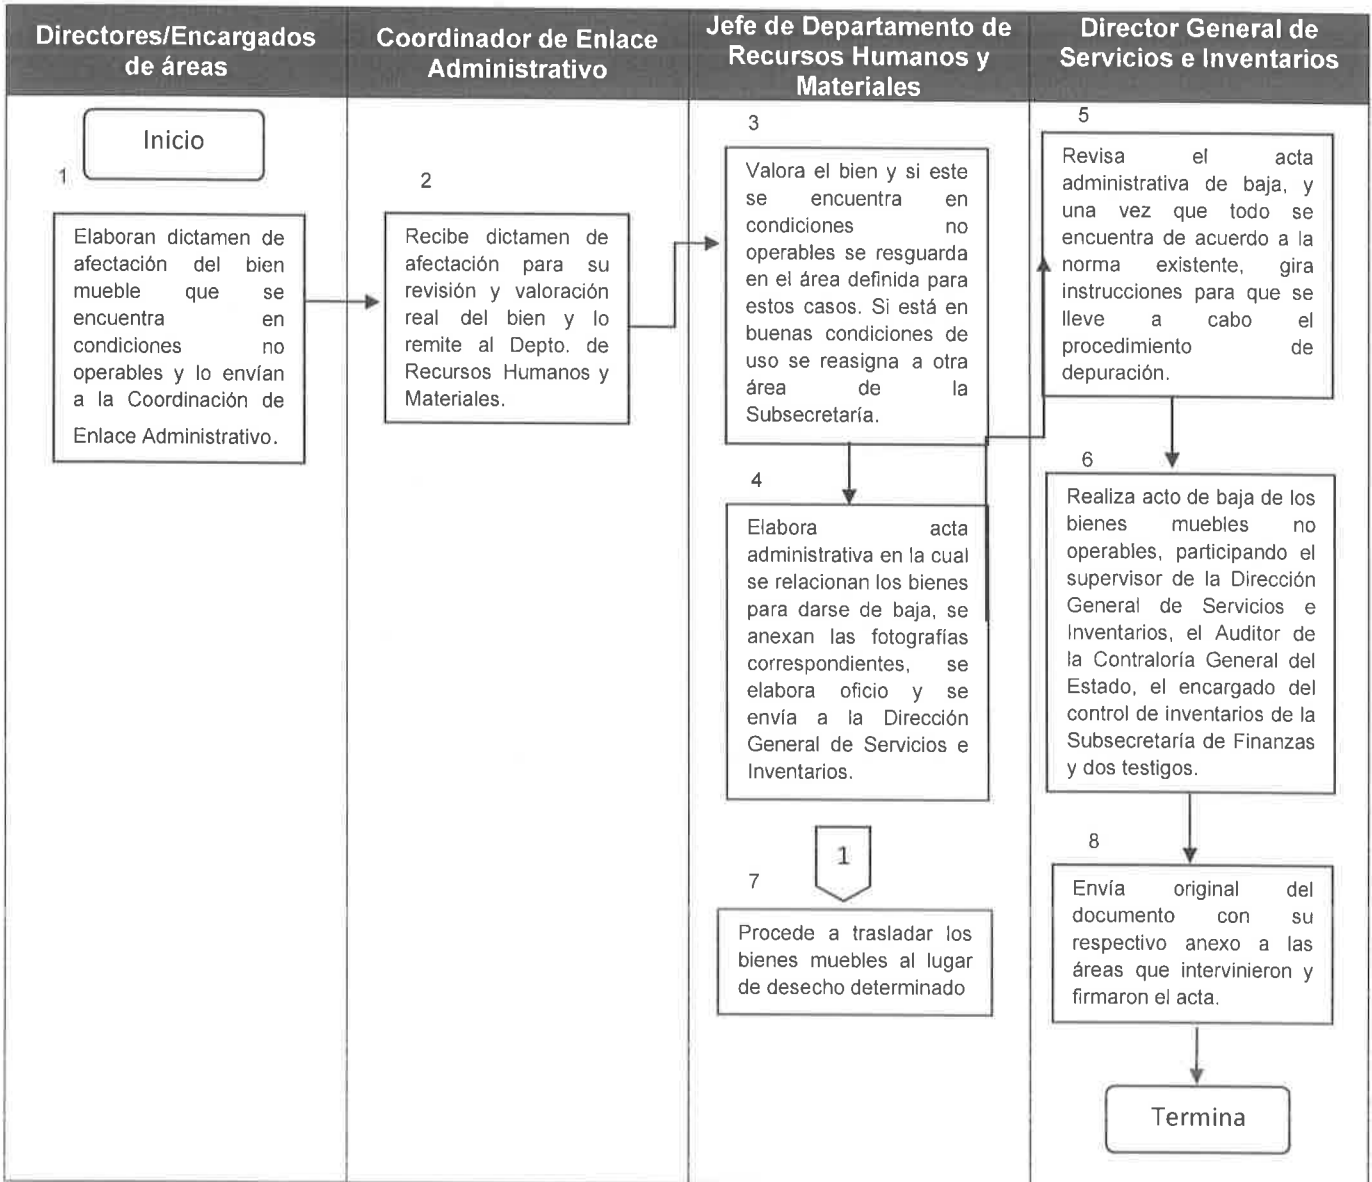 Directores/Encargados
de áreas
Coordinador de Enlace
Administrativo
Jefe de Departamento de
Recursos Humanos y
Materiales
Director General de
Servicios e Inventarios
Inicio
1
Elaboran dictamen de
afectación del bien
mueble que se
encuentra en
condiciones no
operables y lo envían
a la Coordinación de
Enlace Administrativo.
2
Recibe dictamen de
afectación para su
revisión y valoración
real del bien y lo
remite al Depto. de
Recursos Humanos y
Materiales.
3
Valora el bien y si este
se encuentra en
condiciones no
operables se resguarda
en el área definida para
estos casos. Si está en
buenas condiciones de
uso se reasigna a otra
área de la
Subsecretaría.
4
Elabora acta
administrativa en la cual
se relacionan los bienes
para darse de baja, se
anexan las fotografías
correspondientes, se
elabora oficio y se
envía a la Dirección
General de Servicios e
Inventarios.
1
7
Procede a trasladar los
bienes muebles al lugar
de desecho determinado
5
Revisa el acta
administrativa de baja, y
una vez que todo se
encuentra de acuerdo a la
norma existente, gira
instrucciones para que se
lleve a cabo el
procedimiento de
depuración.
6
Realiza acto de baja de los
bienes muebles no
operables, participando el
supervisor de la Dirección
General de Servicios e
Inventarios, el Auditor de
la Contraloría General del
Estado, el encargado del
control de inventarios de la
Subsecretaría de Finanzas
y dos testigos.
8
Envía original del
documento con su
respectivo anexo a las
áreas que intervinieron y
firmaron el acta.
Termina